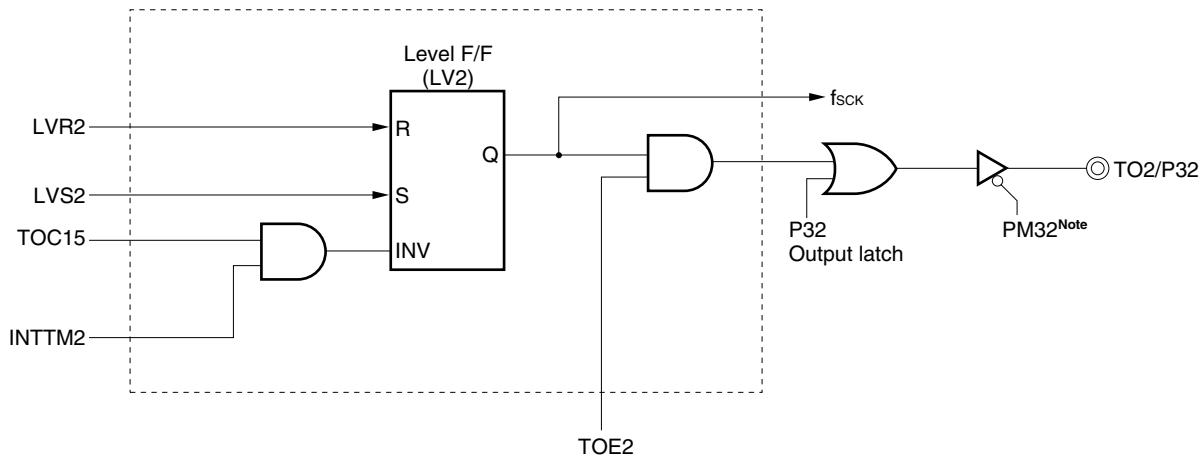 Level F/F
(LV2)
fSCK
LVR2
R
Q
TO2/P32
LVS2
S
P32
Output latch
PM32Note
TOC15
INV
INTTM2
TOE2